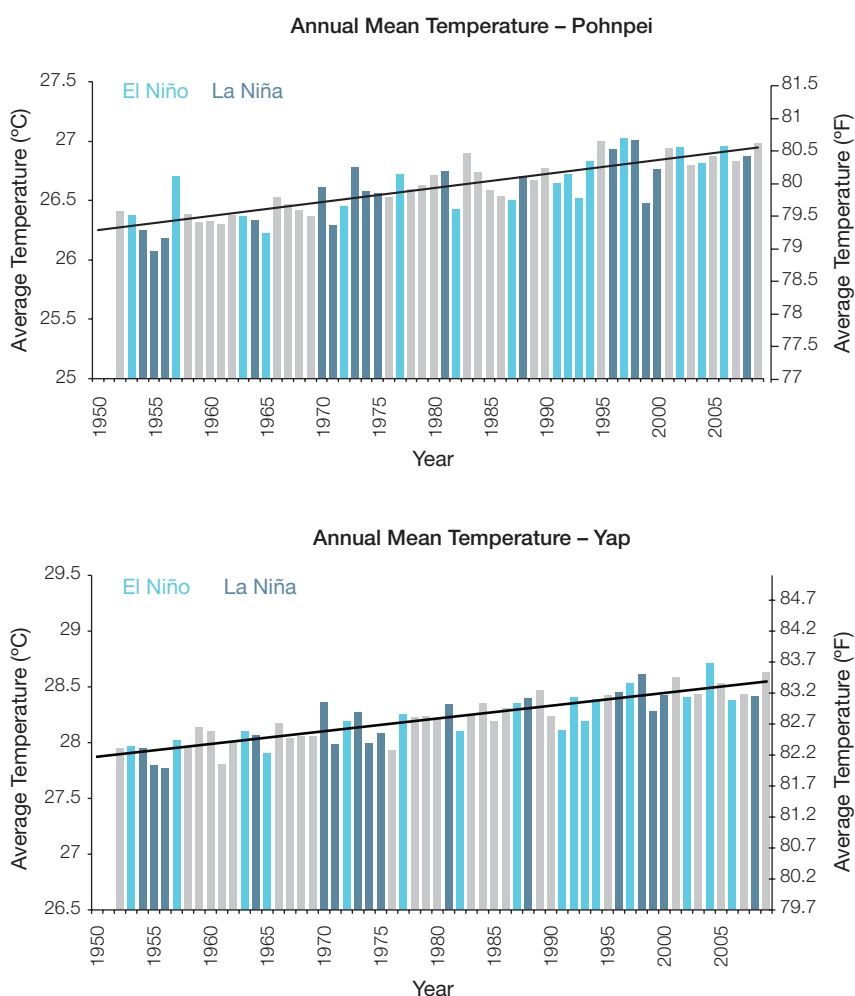 Annual Mean Temperature – Pohnpei
El Niño La Niña
Average Temperature (ºC)
27.5
27
26.5
26
25.5
25
81.5
81
80.5
80
79.5
79
78.5
78
77.5
77
Average Temperature (ºF)
1950 1955 1960 1965 1970 1975 1980 1985 1990 1995 2000 2005
Year
Annual Mean Temperature – Yap
El Niño La Niña
Average Temperature (ºC)
29.5
29
28.5
28
27.5
27
26.5
84.7
84.2
83.7
83.2
82.7
82.2
81.7
81.2
80.7
80.2
79.7
Average Temperature (ºF)
1950 1955 1960 1965 1970 1975 1980 1985 1990 1995 2000 2005
Year